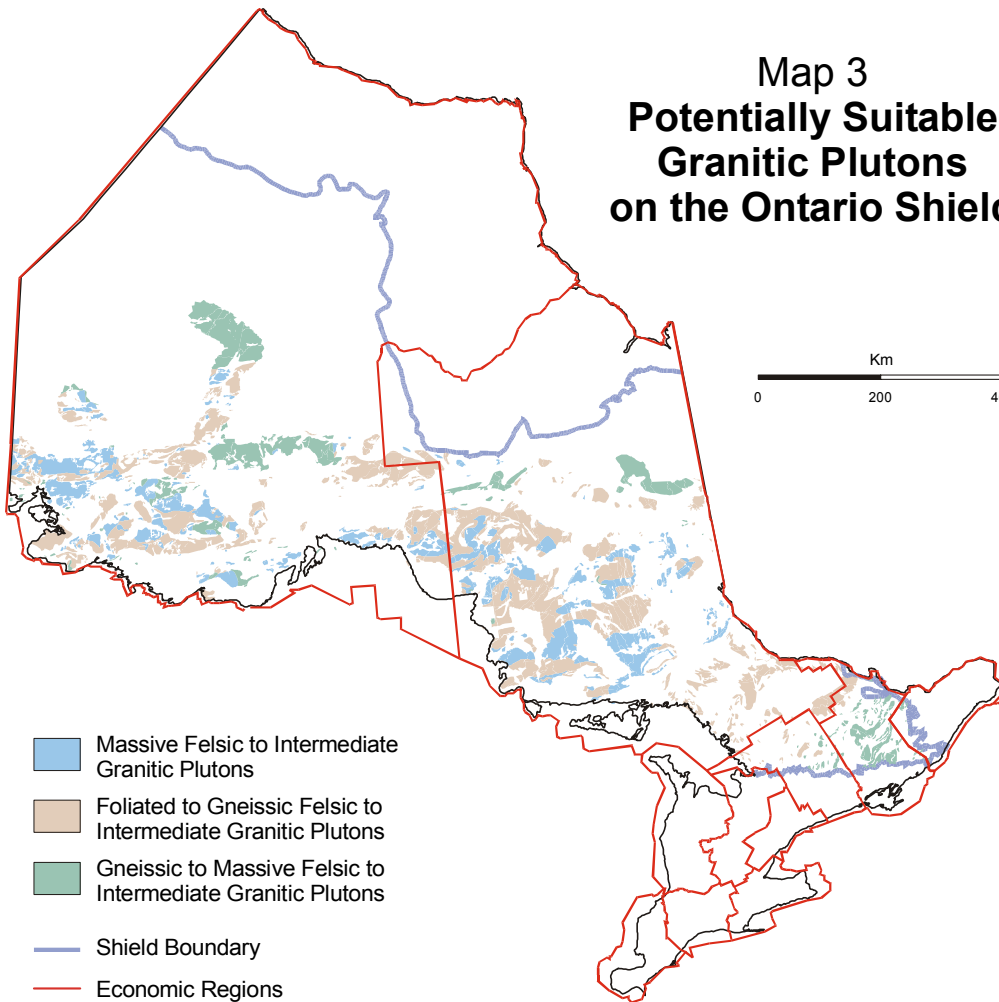 Map 3
Potentially Suitable
Granitic Plutons
on the Ontario Shield
Km
0 200 4
Massive Felsic to Intermediate
Granitic Plutons
Foliated to Gneissic Felsic to
Intermediate Granitic Plutons
Gneissic to Massive Felsic to
Intermediate Granitic Plutons
Shield Boundary
Economic Regions